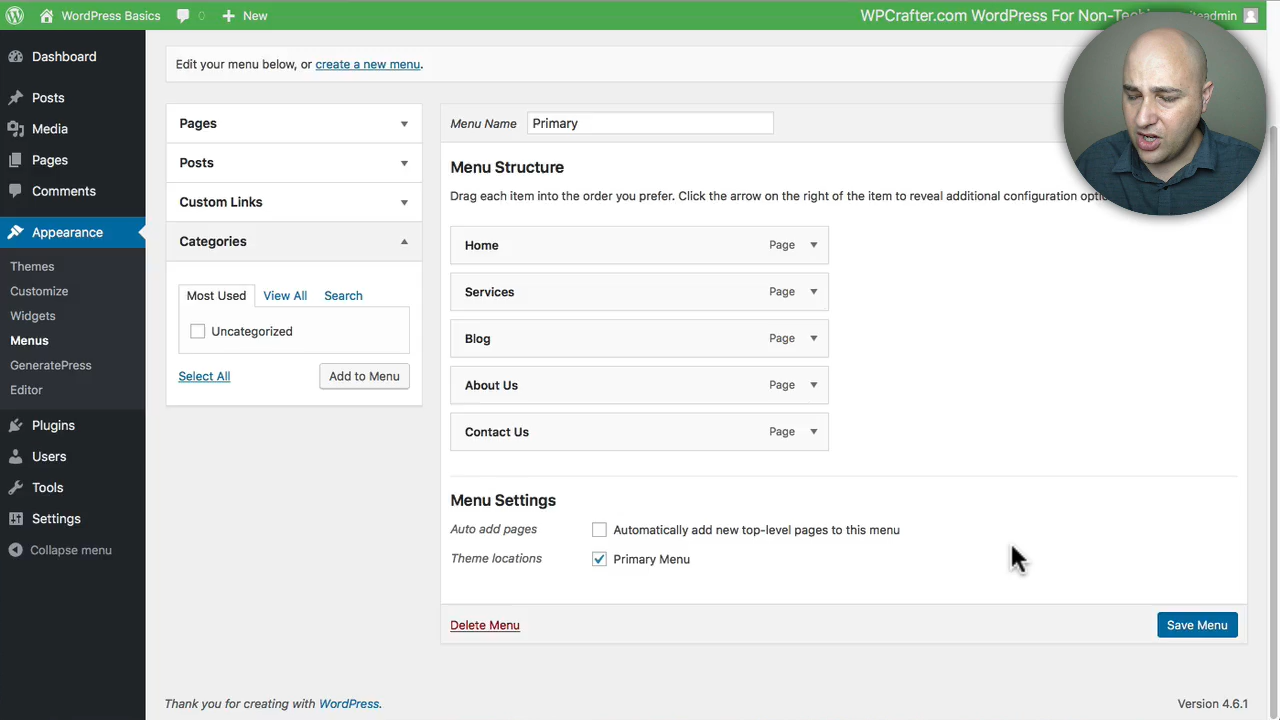 WordPress Basics 0 + New WPCrafter.com WordPress For Non-Techi
Dashboard
Posts
Media
Pages
Comments
Appearance
Themes
Customize
Widgets
Menus
GeneratePress
Editor
Plugins
Users
Tools
Settings
Collapse menu
Edit your menu below, or create a new menu.
Pages
Posts
Custom Links
Categories
Most Used View All Search
Uncategorized
Select All Add to Menu
Menu Name Primary
Menu Structure
Drag each item into the order you prefer. Click the arrow on the right of the item to reveal additional configuration
Home Page
Services Page
Blog Page
About Us Page
Contact Us Page
Menu Settings
Auto add pages Automatically add new top-level pages to this menu
Theme locations Primary Menu
Delete Menu Save Menu
Thank you for creating with WordPress. Version 4.6.1